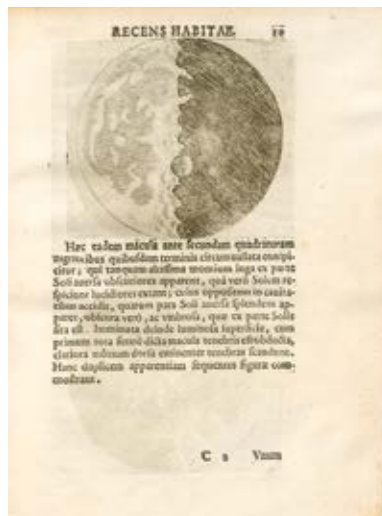 RECENS HABITAE. 10
Hæc eadem macula ante secundam quadraturam
nigrioribus quibusdam terminis circumuallata conspi-
citur; qui tanquam altissima montium iuga ex parte
Soli auersa obscuriores apparent, quà verò Solem re-
spiciunt lucidiores extant; cuius oppositum in cauita-
tibus accidit, quarum pars Soli auersa splendens ap-
paret, obscura verò, ac vmbrosa, quæ ex parte Solis
sita est. Imminuta deinde luminosa superficie, cum
primum tota fermè dicta macula tenebris est obducta,
clariora montium dorsa eminenter tenebras scandunt.
Hanc duplicem apparentiam sequentes figuræ com-
mostrant.
C 2 Vnum